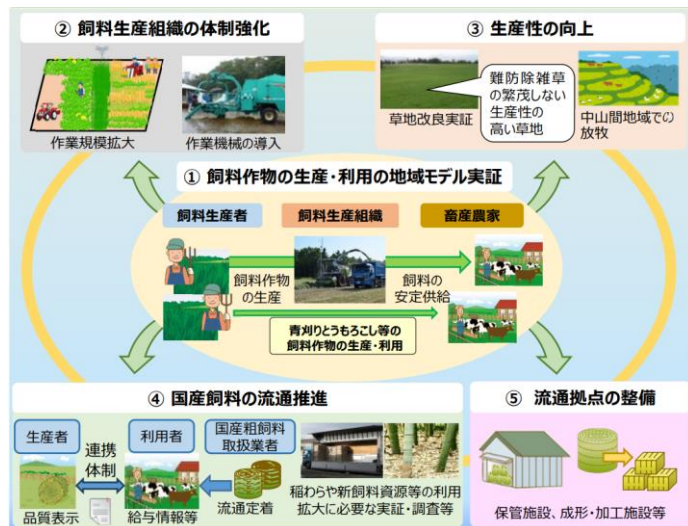 ② 飼料生産組織の体制強化
作業規模拡大
作業機械の導入
③ 生産性の向上
草地改良実証
難防除雑草
の繁茂しない
生産性の
高い草地
中山間地域での
放牧
① 飼料作物の生産・利用の地域モデル実証
飼料生産者
飼料生産組織
畜産農家
飼料作物
の生産
飼料の
安定供給
青刈りとうもろこし等の
飼料作物の生産・利用
④ 国産飼料の流通推進
生産者
連携
体制
利用者
国産粗飼料
取扱業者
品質表示
給与情報等
流通定着
稲わらや新飼料資源等の利用
拡大に必要な実証・調査等
⑤ 流通拠点の整備
保管施設、成形・加工施設等